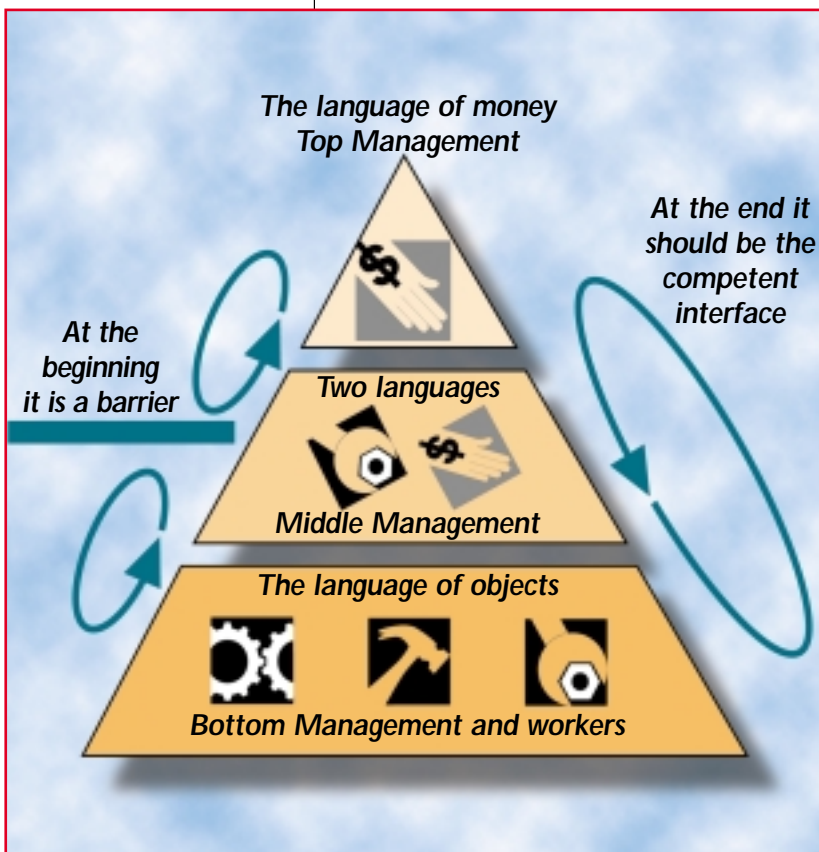 The language of money
Top Management
At the end it
should be the
competent
interface
At the
beginning
it is a barrier
$
Two languages
$
Middle Management
The language of objects
Bottom Management and workers